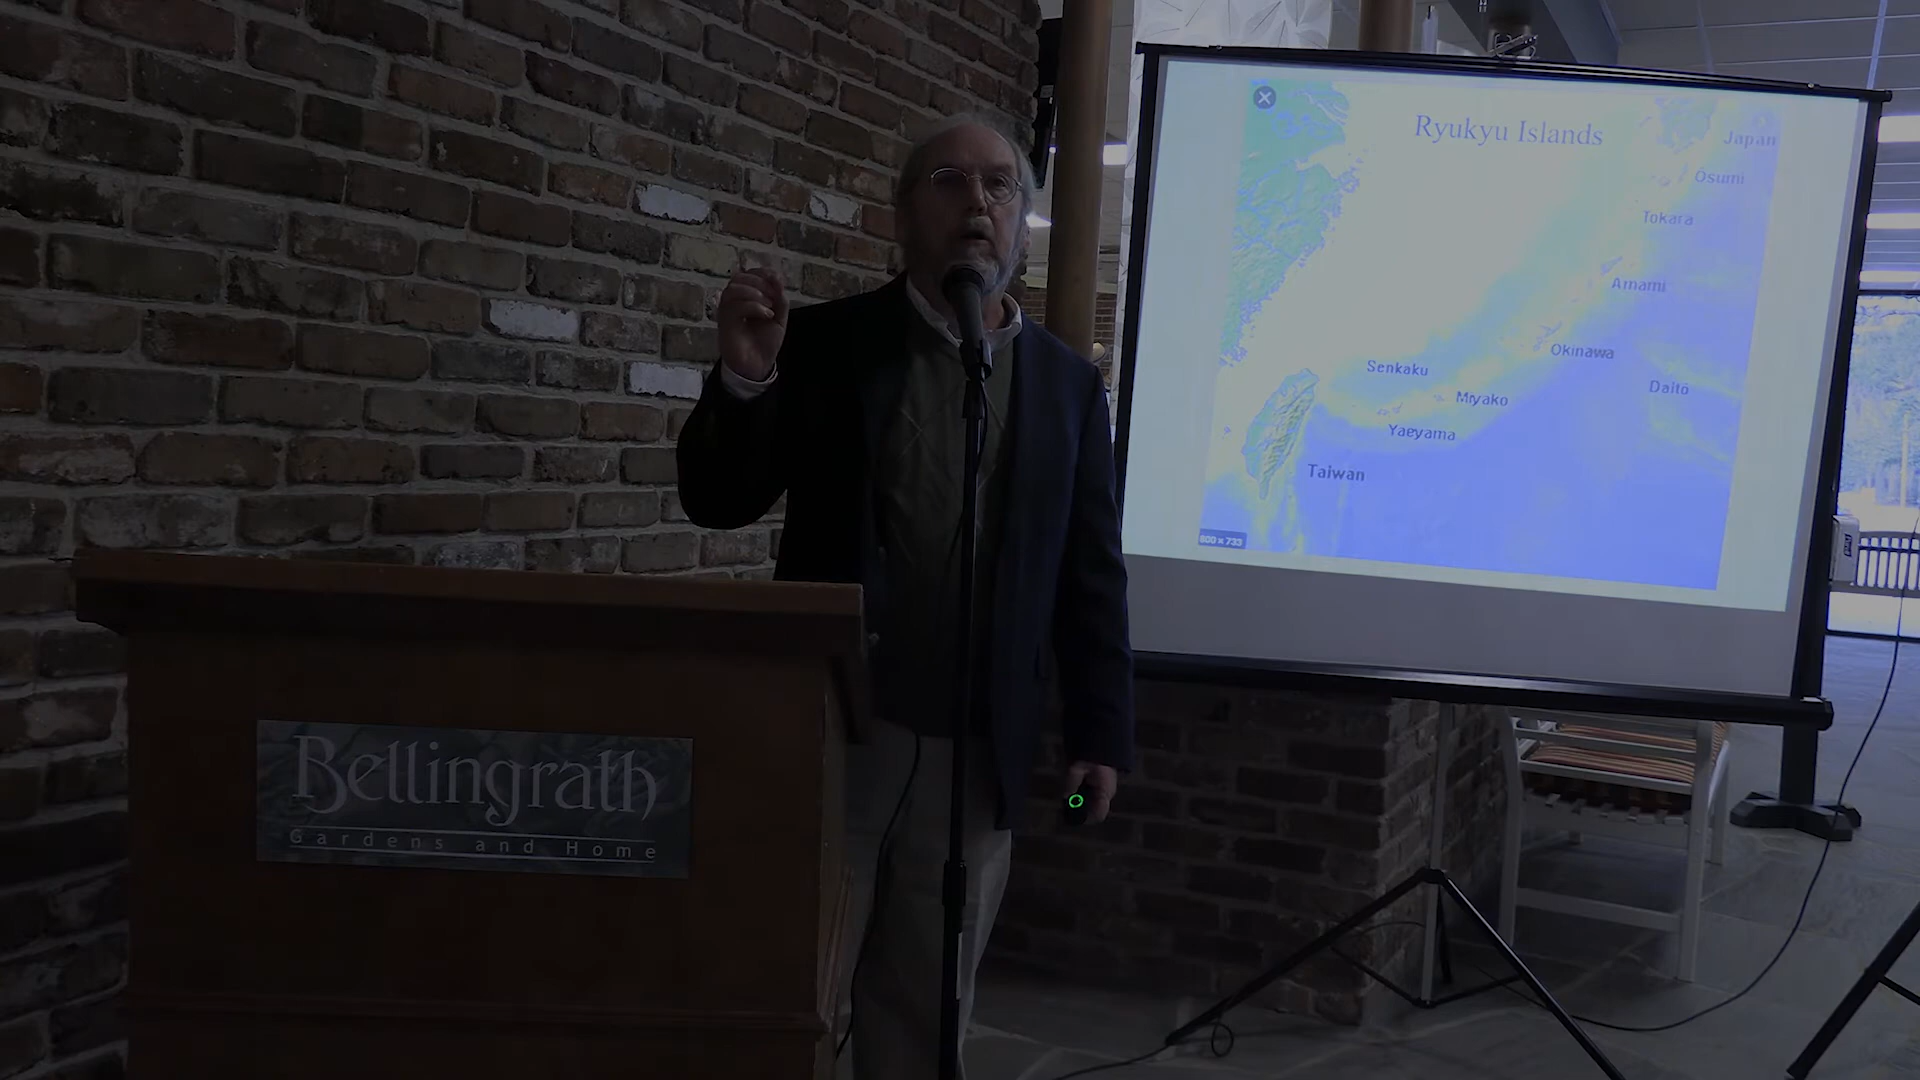 Ryukyu Islands
Japan
Osumi
Tokara
Amami
Okinawa
Senkaku
Daitō
Miyako
Yaeyama
Taiwan
800 × 733
Bellingrath
Gardens and Home